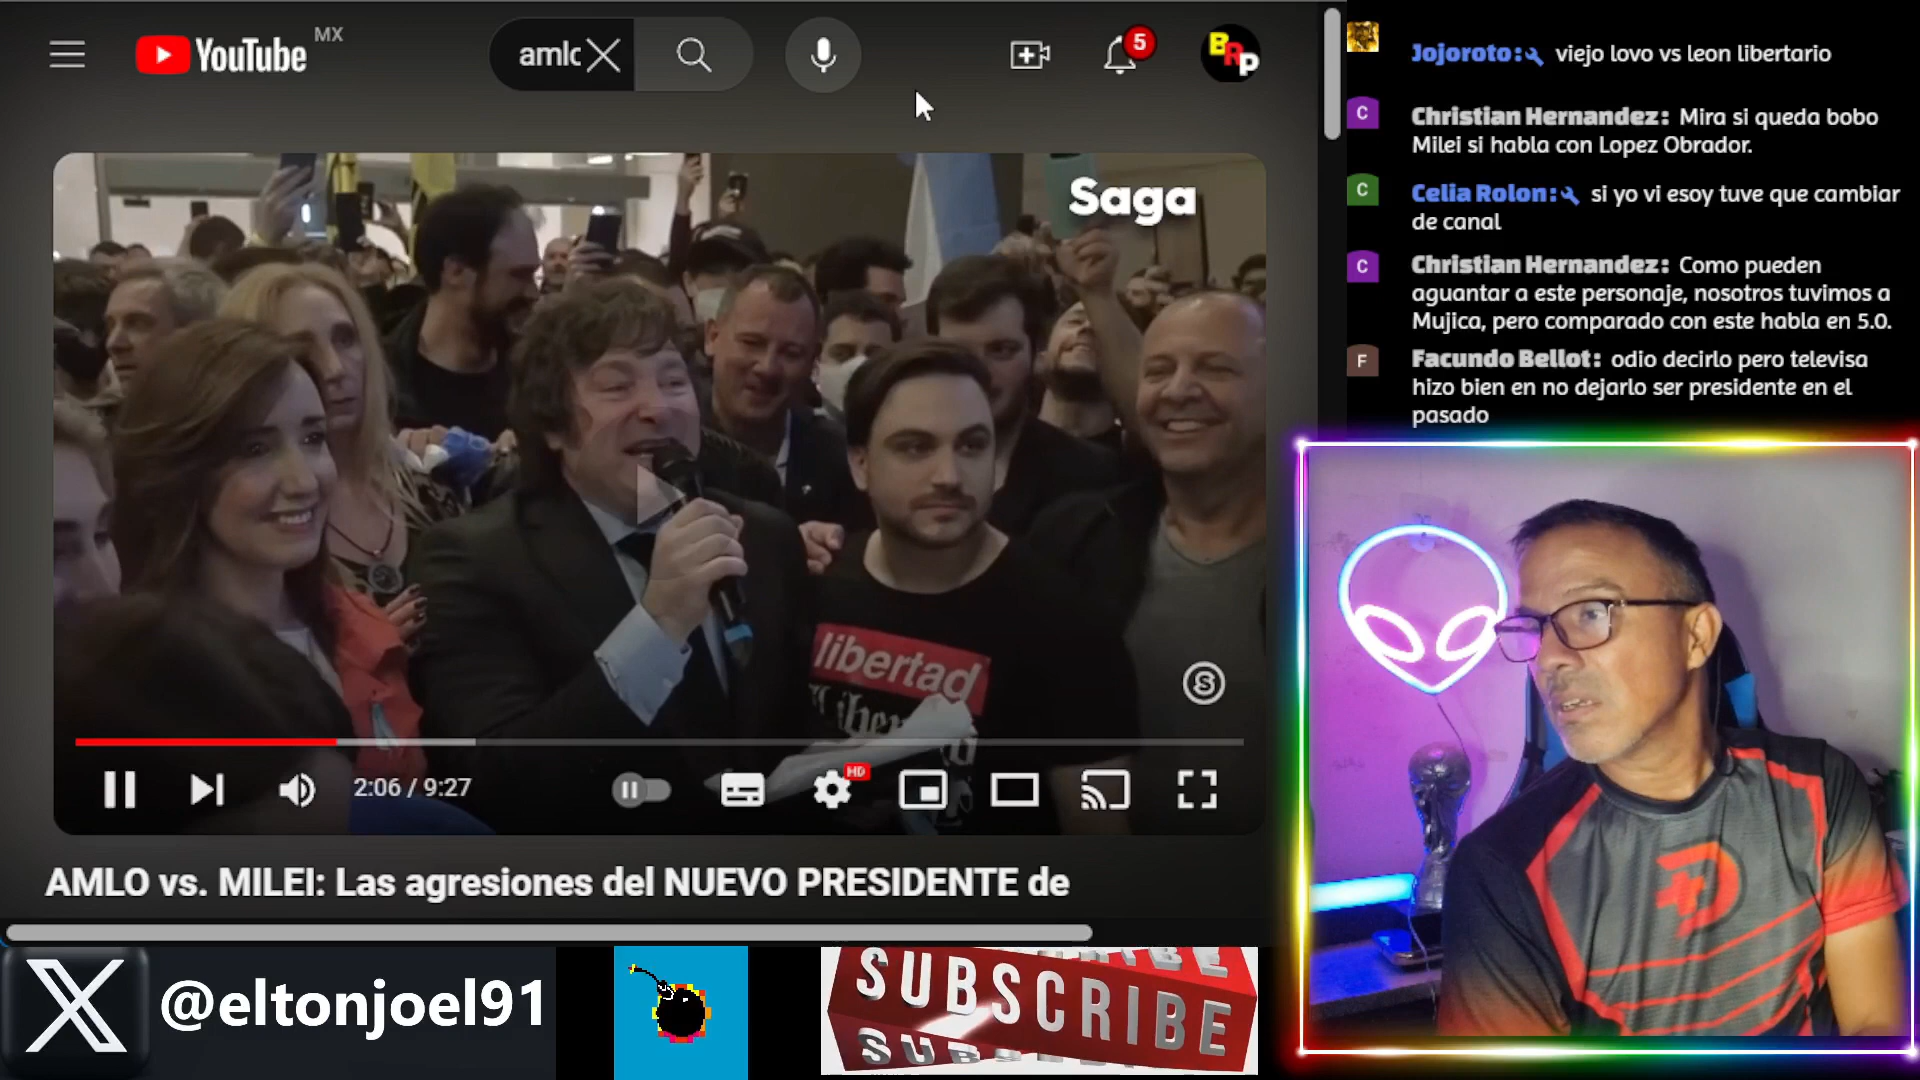 YouTube MX
amlo
5
BRP
Saga
libertad
2:06 / 9:27
HD
AMLO vs. MILEI: Las agresiones del NUEVO PRESIDENTE de
Jojoroto: viejo lovo vs leon libertario
C
Christian Hernandez: Mira si queda bobo
Milei si habla con Lopez Obrador.
C
Celia Rolon: si yo vi esoy tuve que cambiar
de canal
C
Christian Hernandez: Como pueden
aguantar a este personaje, nosotros tuvimos a
Mujica, pero comparado con este habla en 5.0.
F
Facundo Bellot: odio decirlo pero televisa
hizo bien en no dejarlo ser presidente en el
pasado
X @eltonjoel91
SUBSCRIBE